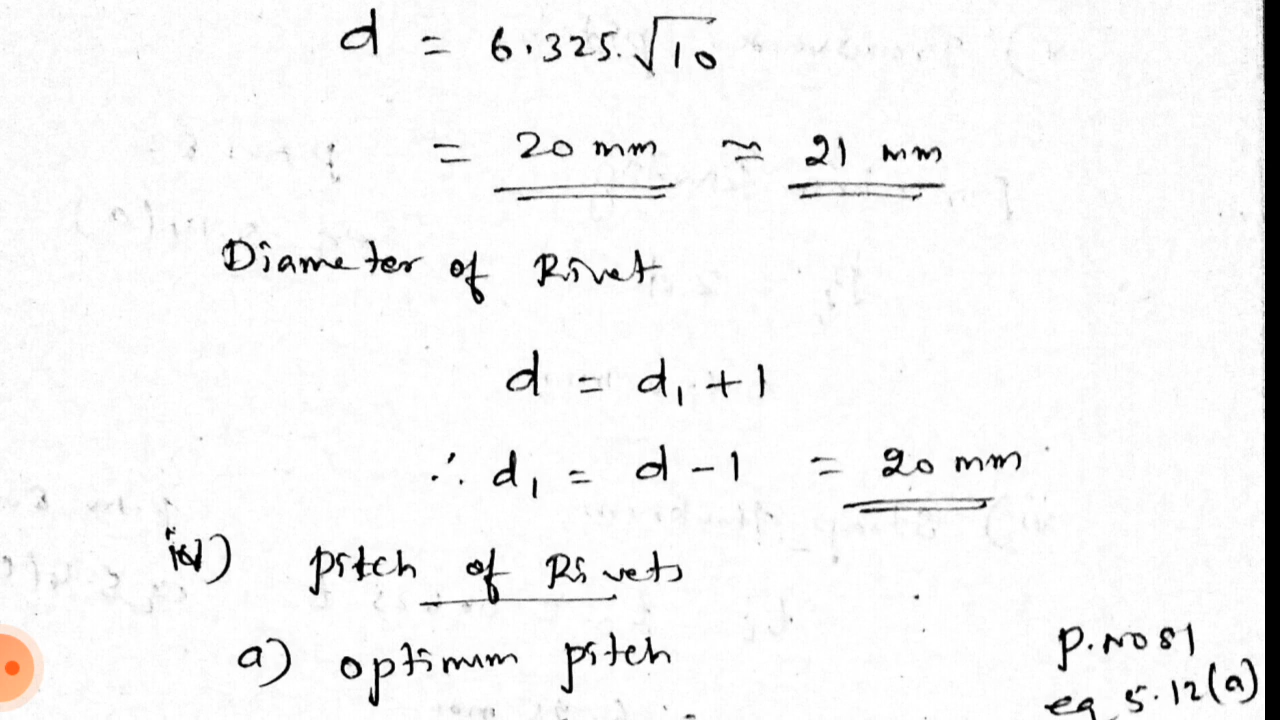 d = 6.325.√10
= 20 mm ≈ 21 mm
Diameter of Rivet
d = d₁ + 1
∴ d₁ = d - 1 = 20 mm
iv) pitch of Rivets
a) optimum pitch
P.NO 81
eq 5.12(a)